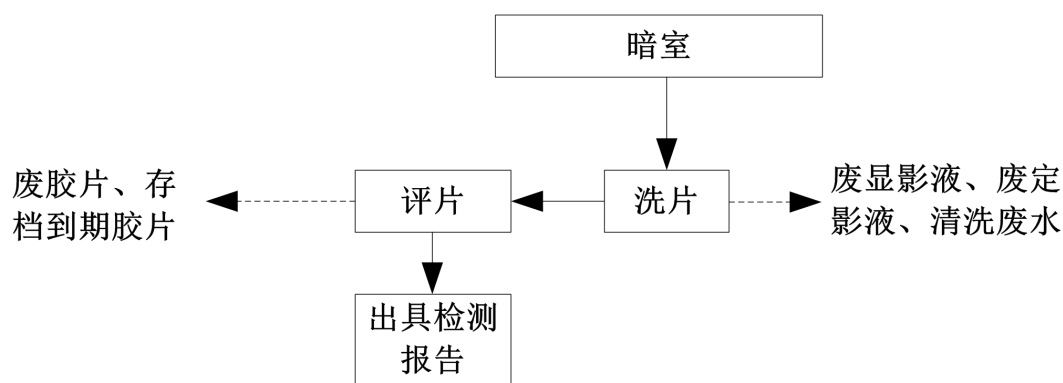 暗室
废胶片、存
档到期胶片
评片
洗片
废显影液、废定
影液、清洗废水
出具检测
报告